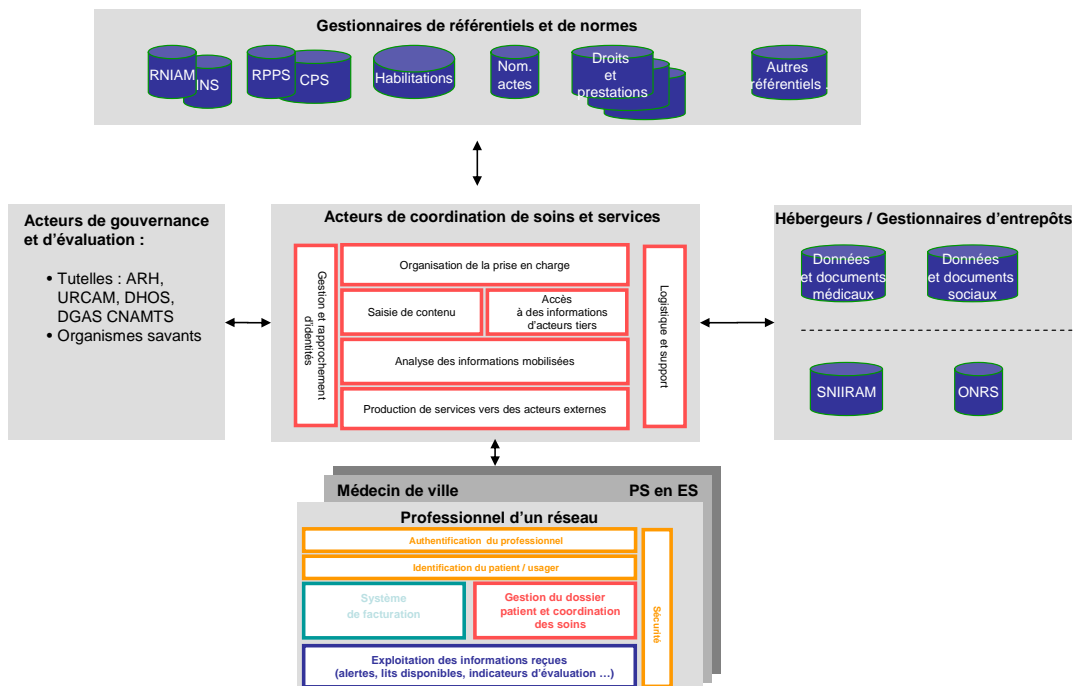 Gestionnaires de référentiels et de normes
RNIAM
INS
RPPS
CPS
Habilitations
Nom.
actes
Droits
et
prestations
Autres
référentiels .
Acteurs de gouvernance
et d'évaluation :
• Tutelles : ARH,
URCAM, DHOS,
DGAS CNAMTS
• Organismes savants
Acteurs de coordination de soins et services
Gestion et rapprochement
d'identités
Organisation de la prise en charge
Saisie de contenu
Accès
à des informations
d'acteurs tiers
Analyse des informations mobilisées
Production de services vers des acteurs externes
Logistique et support
Hébergeurs / Gestionnaires d'entrepôts
Données
et documents
médicaux
Données
et documents
sociaux
SNIIRAM
ONRS
Médecin de ville
PS en ES
Professionnel d'un réseau
Authentification du professionnel
Identification du patient / usager
Système
de facturation
Gestion du dossier
patient et coordination
des soins
Sécurité
Exploitation des informations reçues
(alertes, lits disponibles, indicateurs d'évaluation ...)